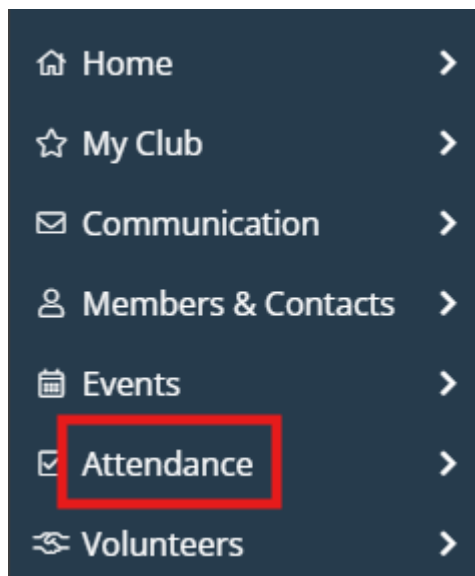 Home
My Club
Communication
Members & Contacts
Events
Attendance
Volunteers